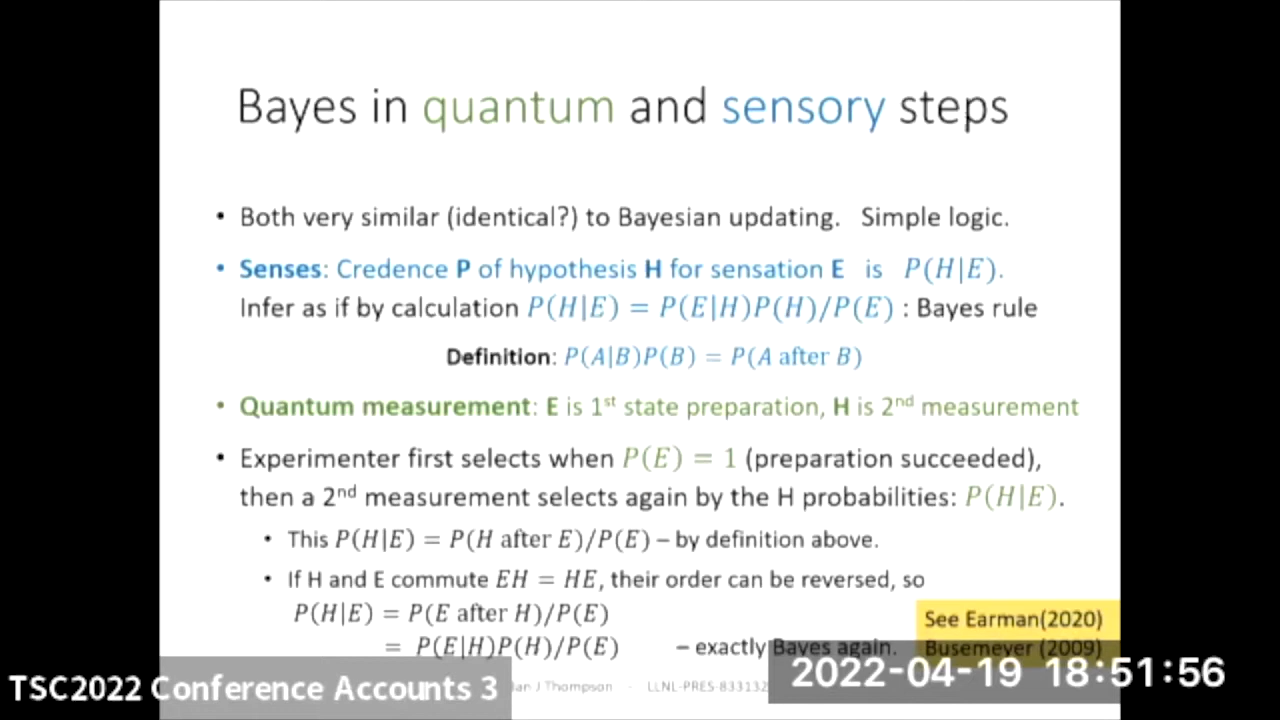 Bayes in quantum and sensory steps
• Both very similar (identical?) to Bayesian updating. Simple logic.
• Senses: Credence P of hypothesis H for sensation E is P(H|E).
Infer as if by calculation P(H|E) = P(E|H)P(H)/P(E) : Bayes rule
Definition: P(A|B)P(B) = P(A after B)
• Quantum measurement: E is 1st state preparation, H is 2nd measurement
• Experimenter first selects when P(E) = 1 (preparation succeeded),
then a 2nd measurement selects again by the H probabilities: P(H|E).
• This P(H|E) = P(H after E)/P(E) – by definition above.
• If H and E commute EH = HE, their order can be reversed, so
P(H|E) = P(E after H)/P(E)
= P(E|H)P(H)/P(E) – exactly Bayes again.
See Earman(2020)
Busemeyer (2009)
Ian J Thompson - LLNL-PRES-833132
TSC2022 Conference Accounts 3
2022-04-19 18:51:56